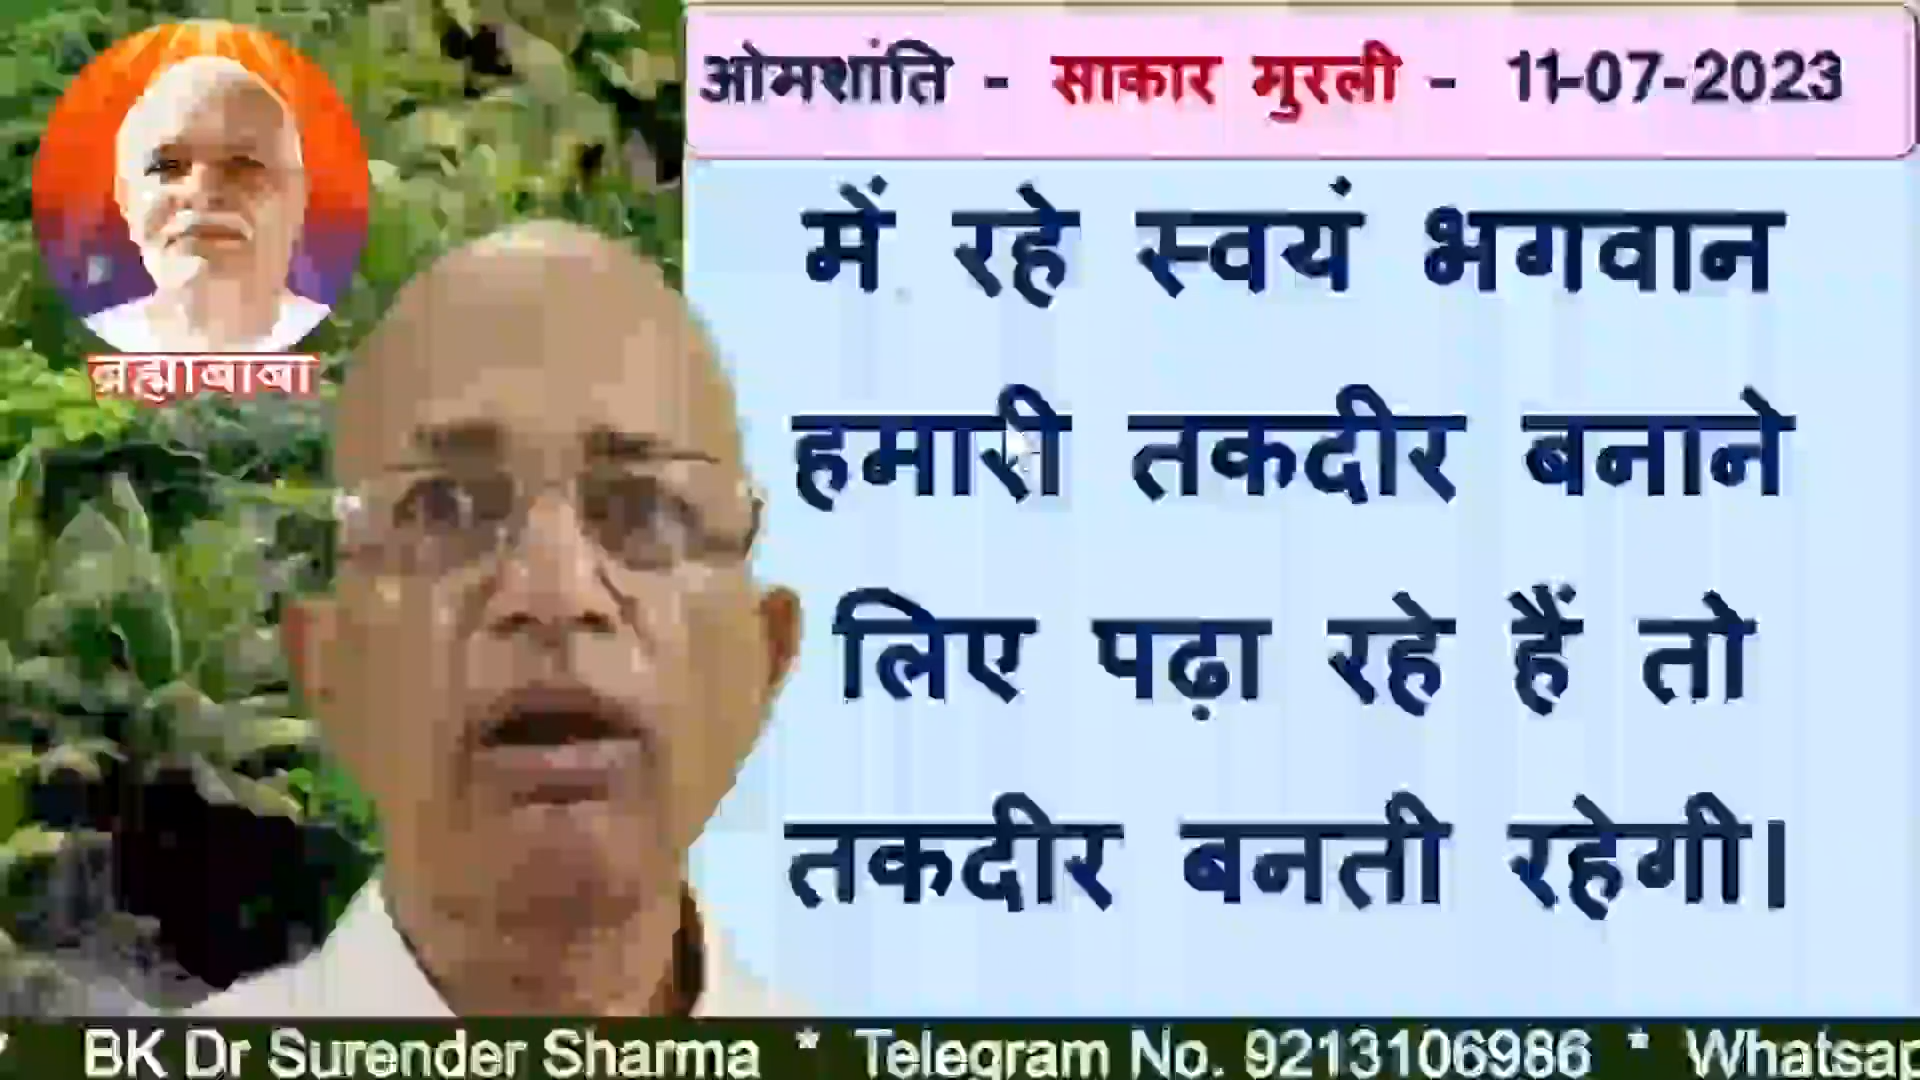 ओमशांति - साकार मुरली - 11-07-2023
ब्रह्माबाबा
में रहे स्वयं भगवान
हमारी तकदीर बनाने
लिए पढ़ा रहे हैं तो
तकदीर बनती रहेगी।
BK Dr Surender Sharma * Telegram No. 9213106986 * Whatsap